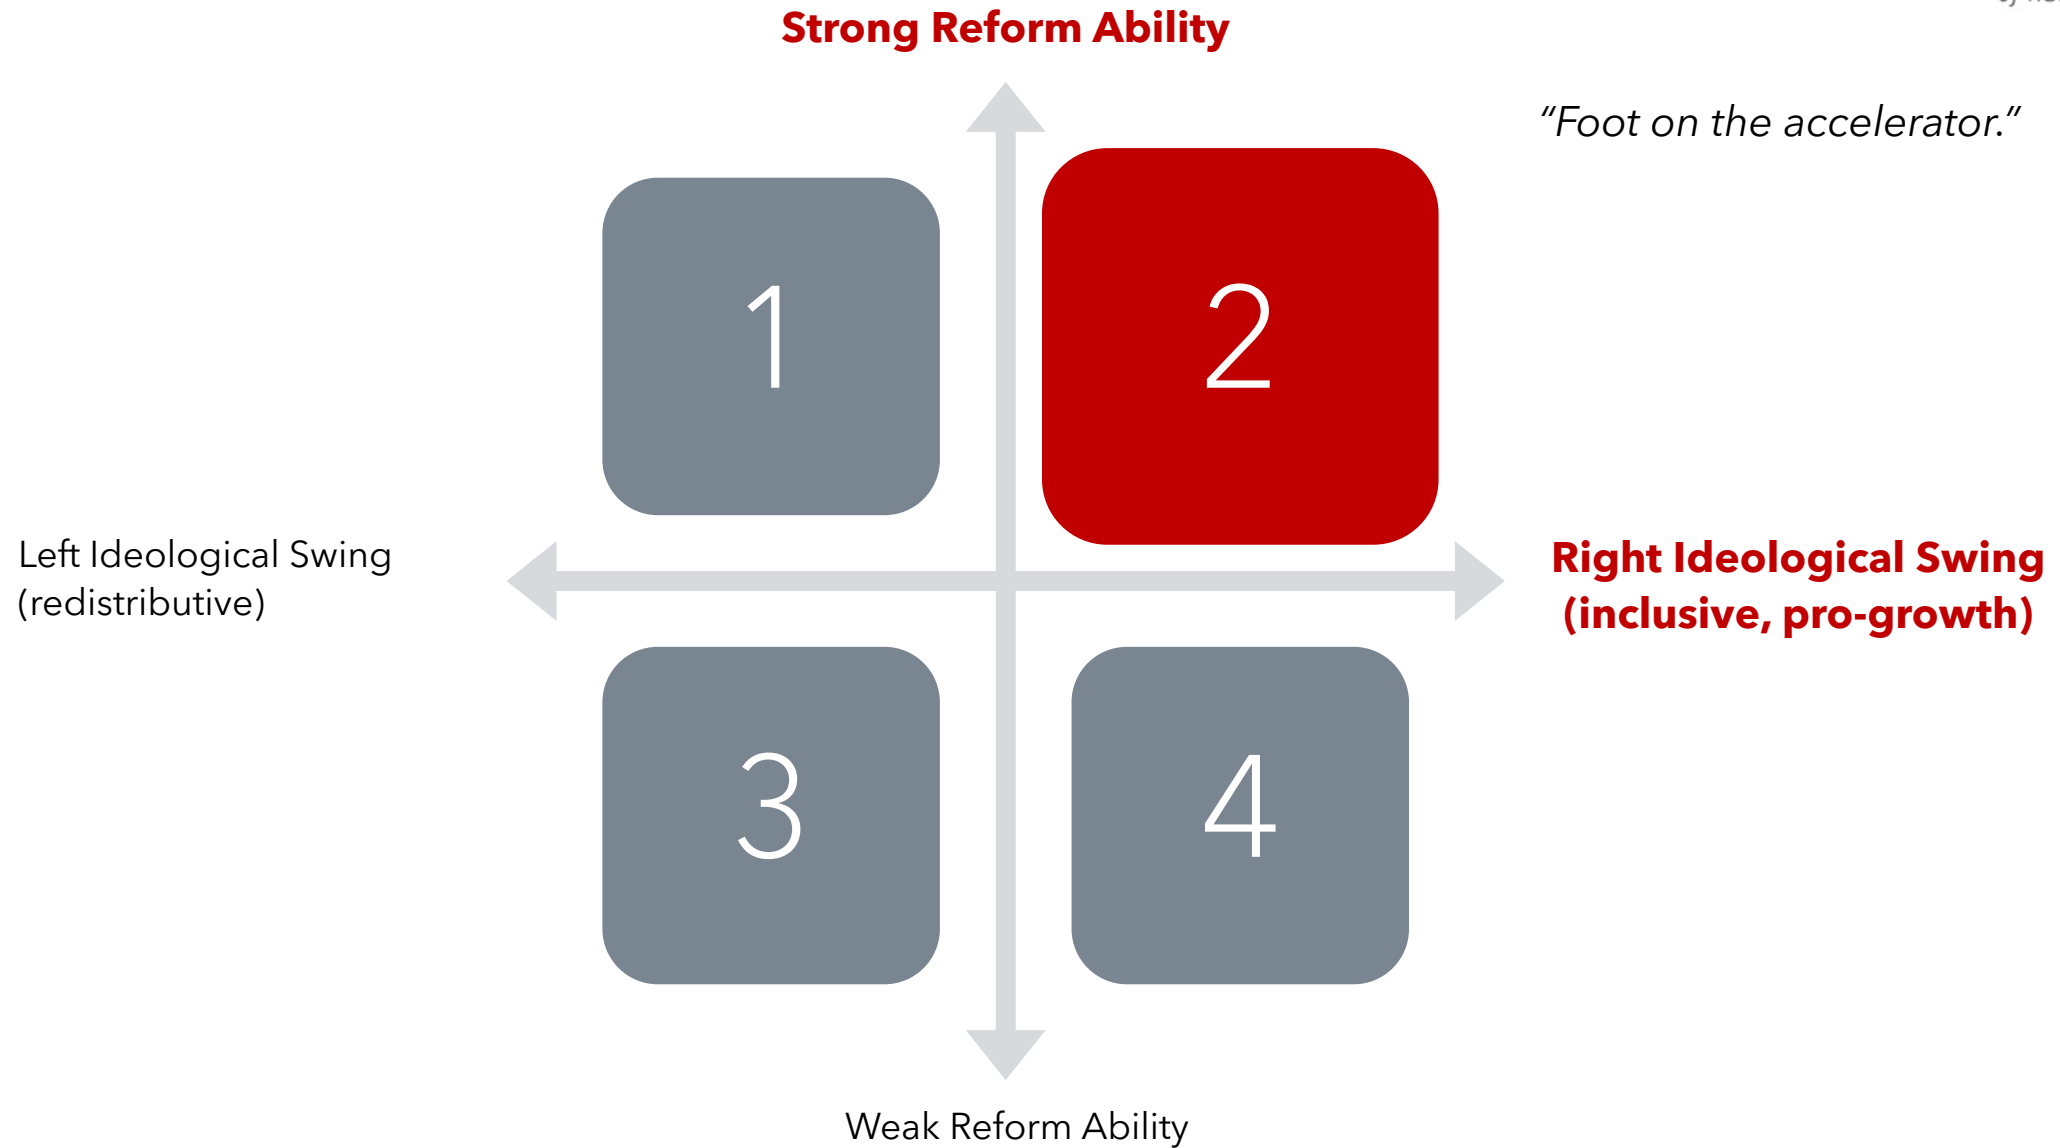 Strong Reform Ability
“Foot on the accelerator.”
1
2
Left Ideological Swing
(redistributive)
Right Ideological Swing
(inclusive, pro-growth)
3
4
Weak Reform Ability